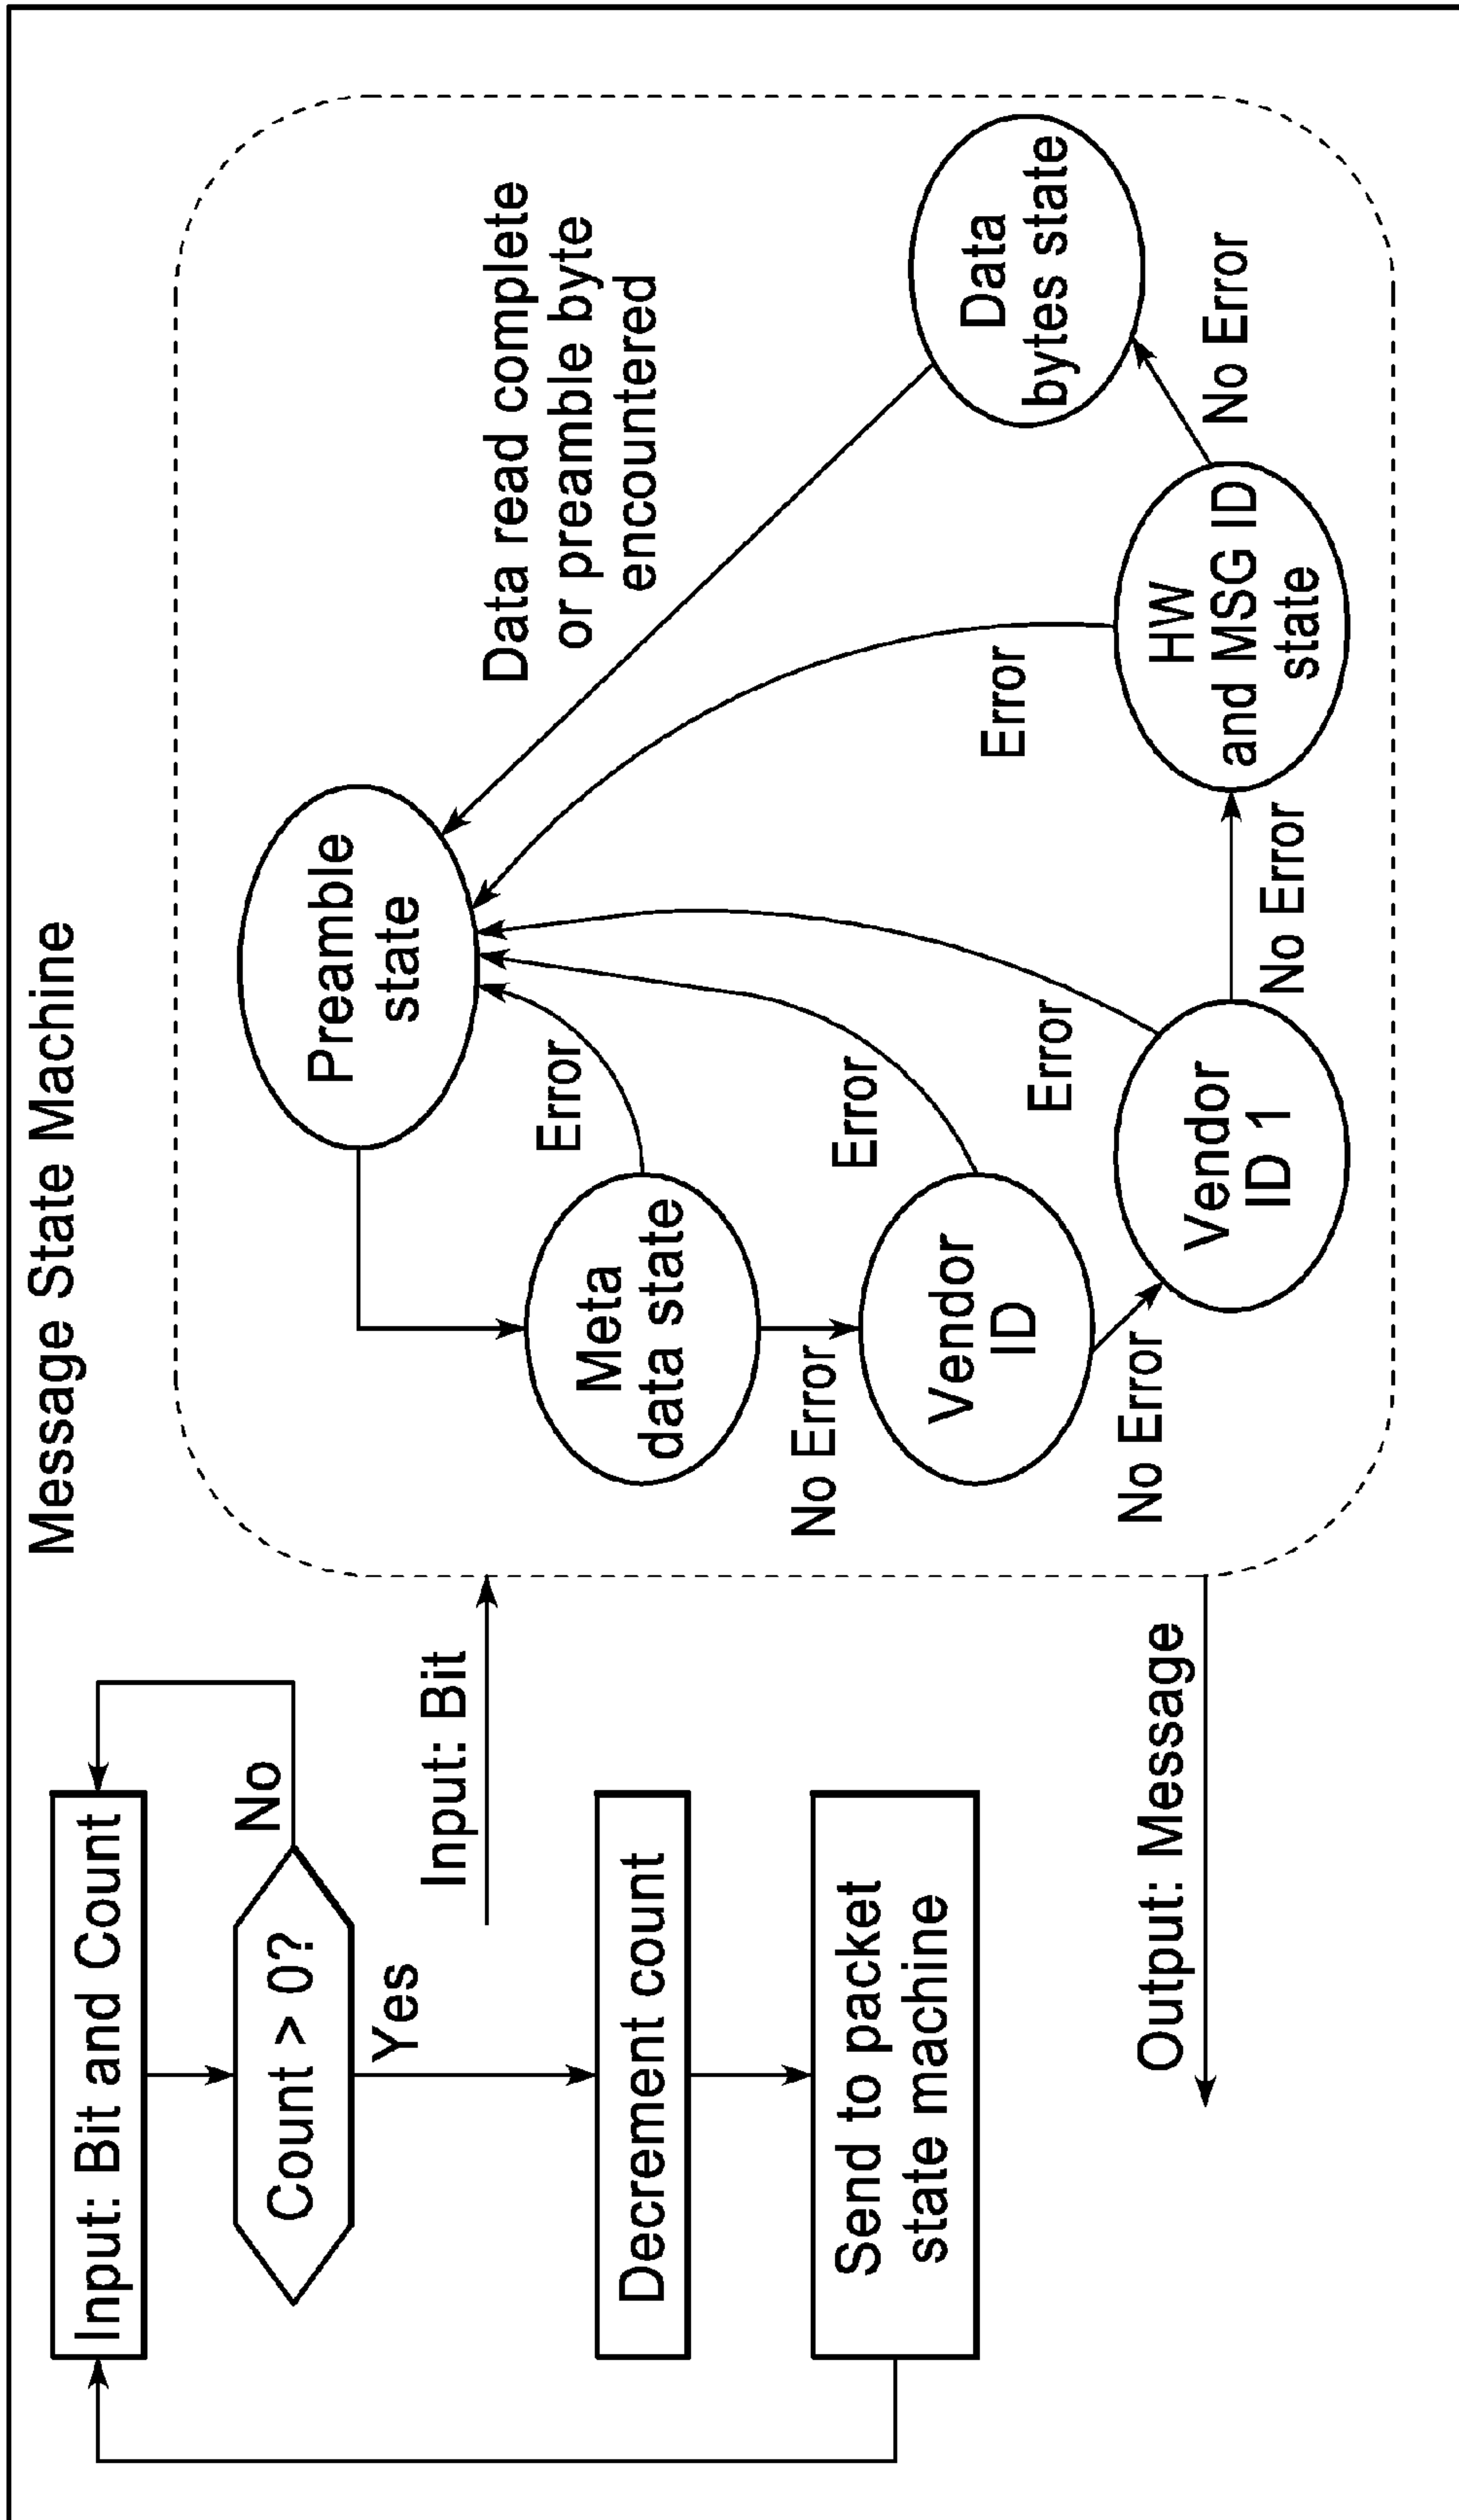 Message State Machine
Input: Bit and Count
No
Count > 0?
Yes
Input: Bit
Decrement count
Send to packet
state machine
Output: Message
Preamble
state
Data read complete
or preamble byte
encountered
Error
Meta
data state
No Error
Error
Vendor
ID
No Error
Error
Vendor
ID 1
No Error
Error
HW
and MSG ID
state
No Error
Data
bytes state